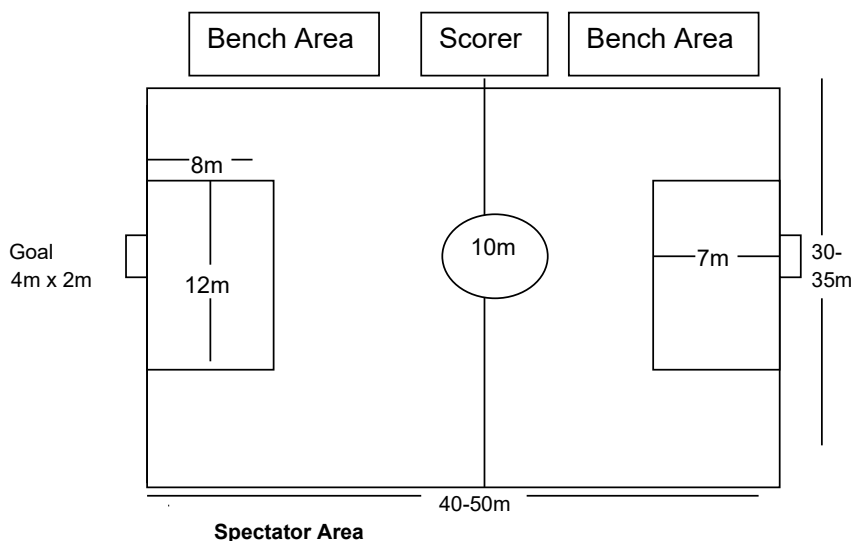 Bench Area
Scorer
Bench Area
8m
Goal
4m x 2m
12m
10m
7m
30-
35m
40-50m
Spectator Area